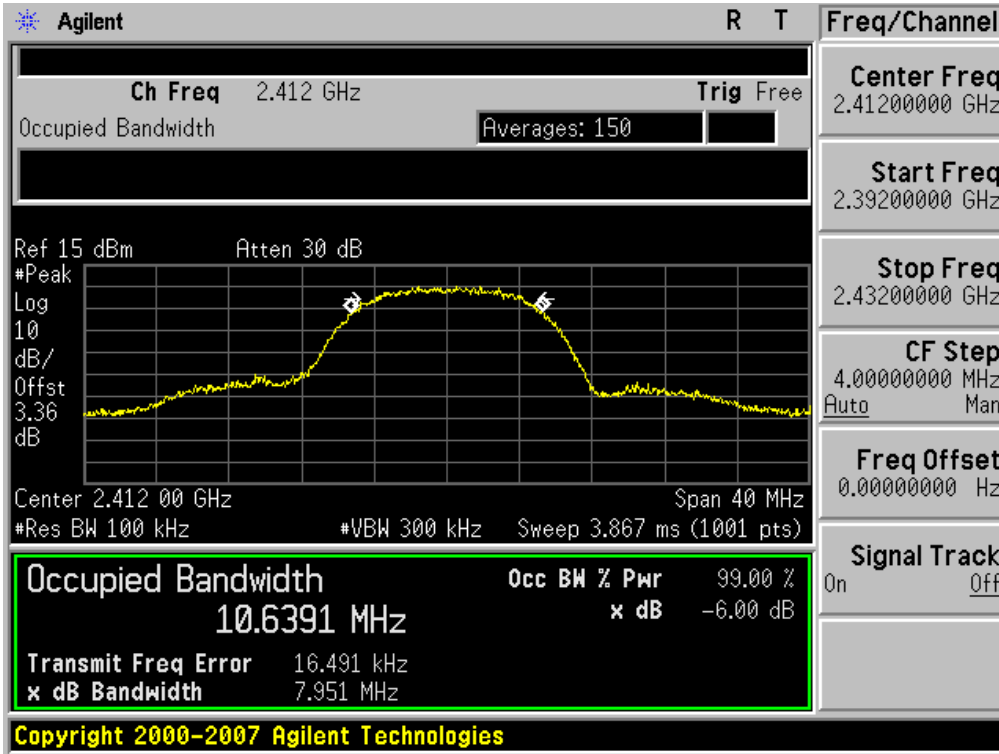 Agilent R T
Freq/Channel
Ch Freq 2.412 GHz Trig Free
Occupied Bandwidth Averages: 150
Center Freq
2.41200000 GHz
Start Freq
2.39200000 GHz
Stop Freq
2.43200000 GHz
CF Step
4.00000000 MHz
Auto Man
Freq Offset
0.00000000 Hz
Signal Track
On Off
Ref 15 dBm Atten 30 dB
#Peak
Log
10
dB/
Offst
3.36
dB
Center 2.412 00 GHz Span 40 MHz
#Res BW 100 kHz #VBW 300 kHz Sweep 3.867 ms (1001 pts)
Occupied Bandwidth Occ BW % Pwr 99.00 %
10.6391 MHz x dB -6.00 dB
Transmit Freq Error 16.491 kHz
x dB Bandwidth 7.951 MHz
Copyright 2000-2007 Agilent Technologies